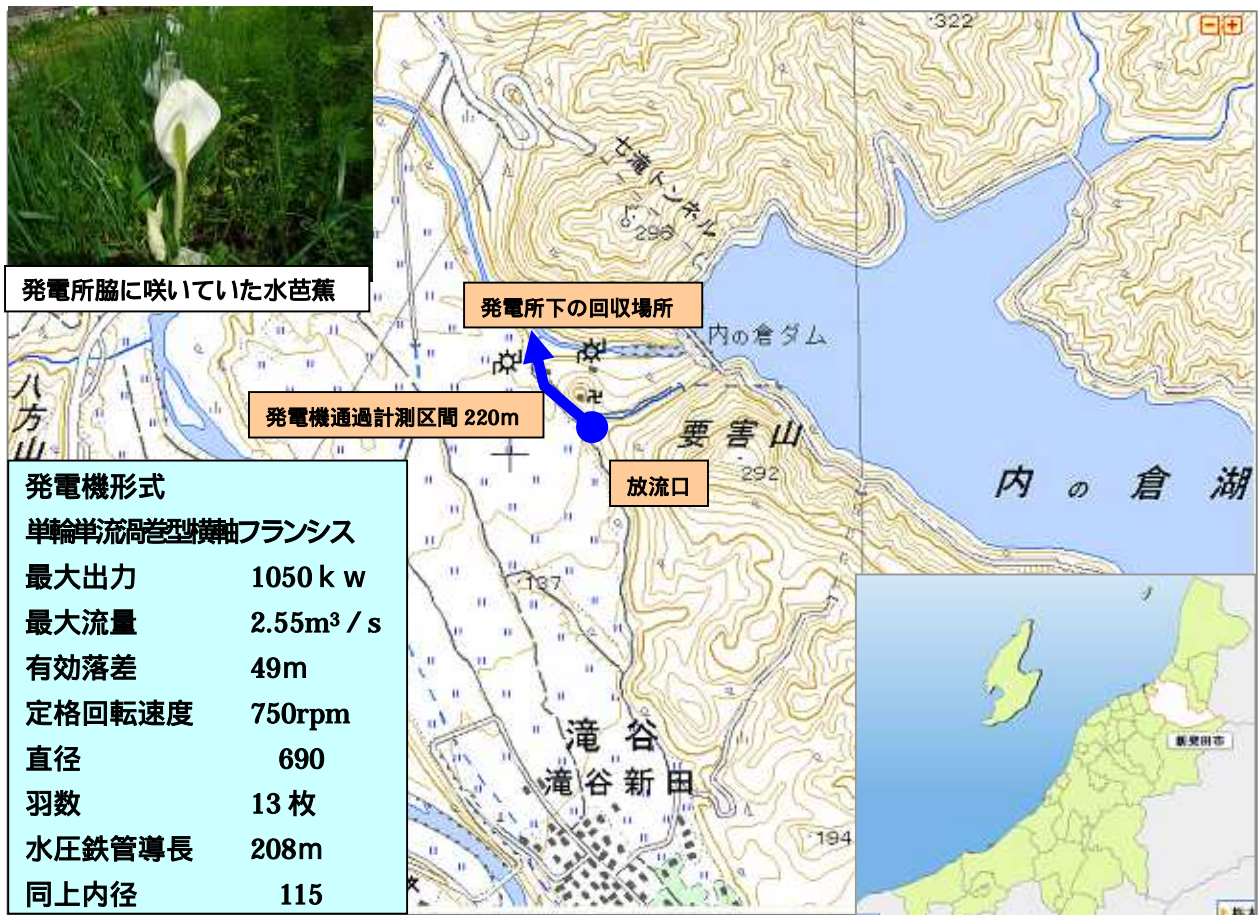 発電所脇に咲いていた水芭蕉
322
七滝トンネル
296
発電所下の回収場所
内の倉ダム
発電機通過計測区間 220m
八方山
要害山
292
放流口
内の倉湖
発電機形式
単輪単流渦巻型横軸フランシス
最大出力 1050ｋｗ
最大流量 2.55m³／s
有効落差 49m
定格回転速度 750rpm
直径 690
羽数 13 枚
水圧鉄管導長 208m
同上内径 115
137
滝谷
滝谷新田
194
新発田市